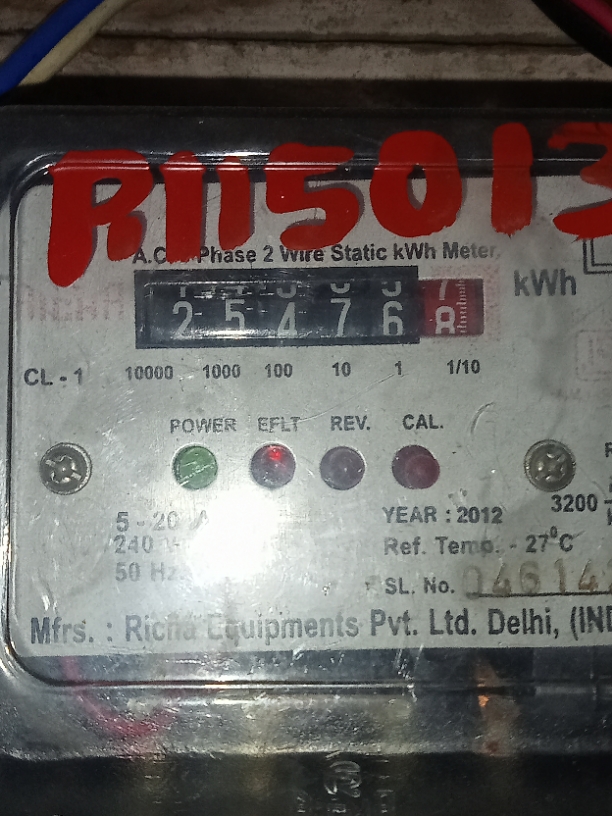 R115013
A.C. Phase 2 Wire Static kWh Meter
2 5 4 7 6 8
kWh
CL - 1 10000 1000 100 10 1 1/10
POWER EFLT REV. CAL.
3200
5 - 20 A YEAR : 2012
240 Ref. Temp. - 27°C
50 Hz. SL. No.
Mfrs. : Richa Equipments Pvt. Ltd. Delhi,